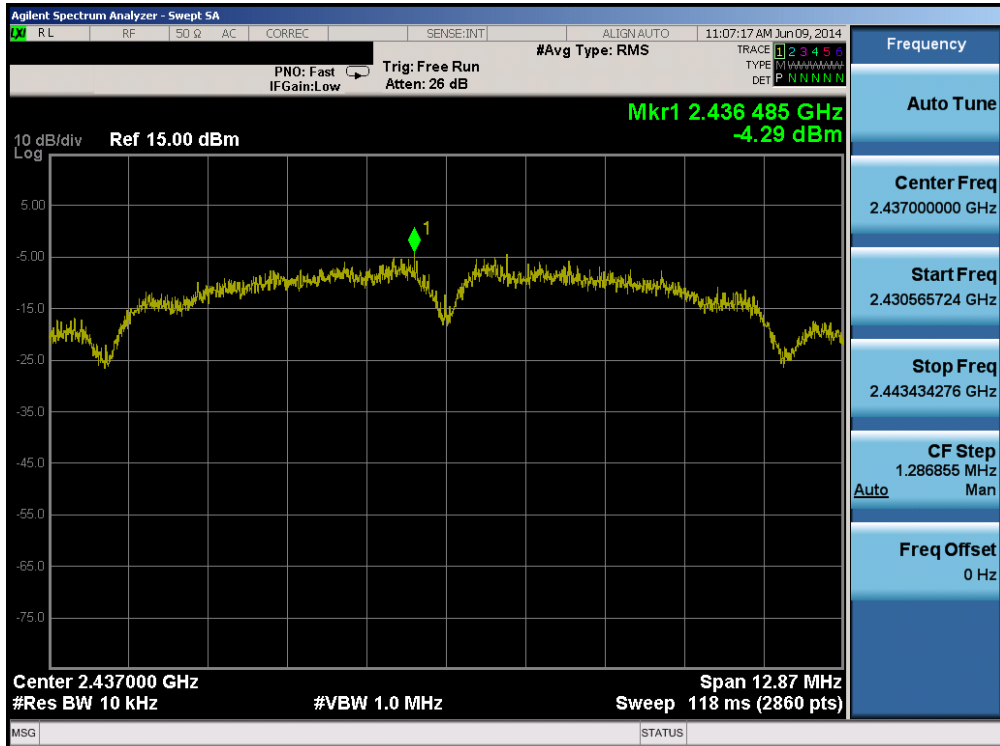 Agilent Spectrum Analyzer - Swept SA
LXI RL RF 50 Ω AC CORREC SENSE:INT ALIGN AUTO 11:07:17 AM Jun 09, 2014
#Avg Type: RMS TRACE 1 2 3 4 5 6
PNO: Fast Trig: Free Run TYPE M WWWWW
IFGain:Low Atten: 26 dB DET P N N N N N
Mkr1 2.436 485 GHz
-4.29 dBm
10 dB/div Ref 15.00 dBm
Log
1
5.00
-5.00
-15.0
-25.0
-35.0
-45.0
-55.0
-65.0
-75.0
Center 2.437000 GHz Span 12.87 MHz
#Res BW 10 kHz #VBW 1.0 MHz Sweep 118 ms (2860 pts)
MSG STATUS
Frequency
Auto Tune
Center Freq
2.437000000 GHz
Start Freq
2.430565724 GHz
Stop Freq
2.443434276 GHz
CF Step
1.286855 MHz
Auto Man
Freq Offset
0 Hz